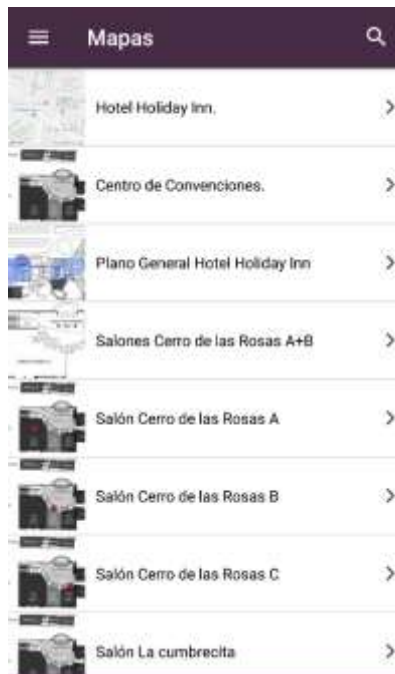 Mapas
Hotel Holiday Inn.
Centro de Convenciones.
Plano General Hotel Holiday Inn
Salones Cerro de las Rosas A+B
Salón Cerro de las Rosas A
Salón Cerro de las Rosas B
Salón Cerro de las Rosas C
Salón La cumbrecita